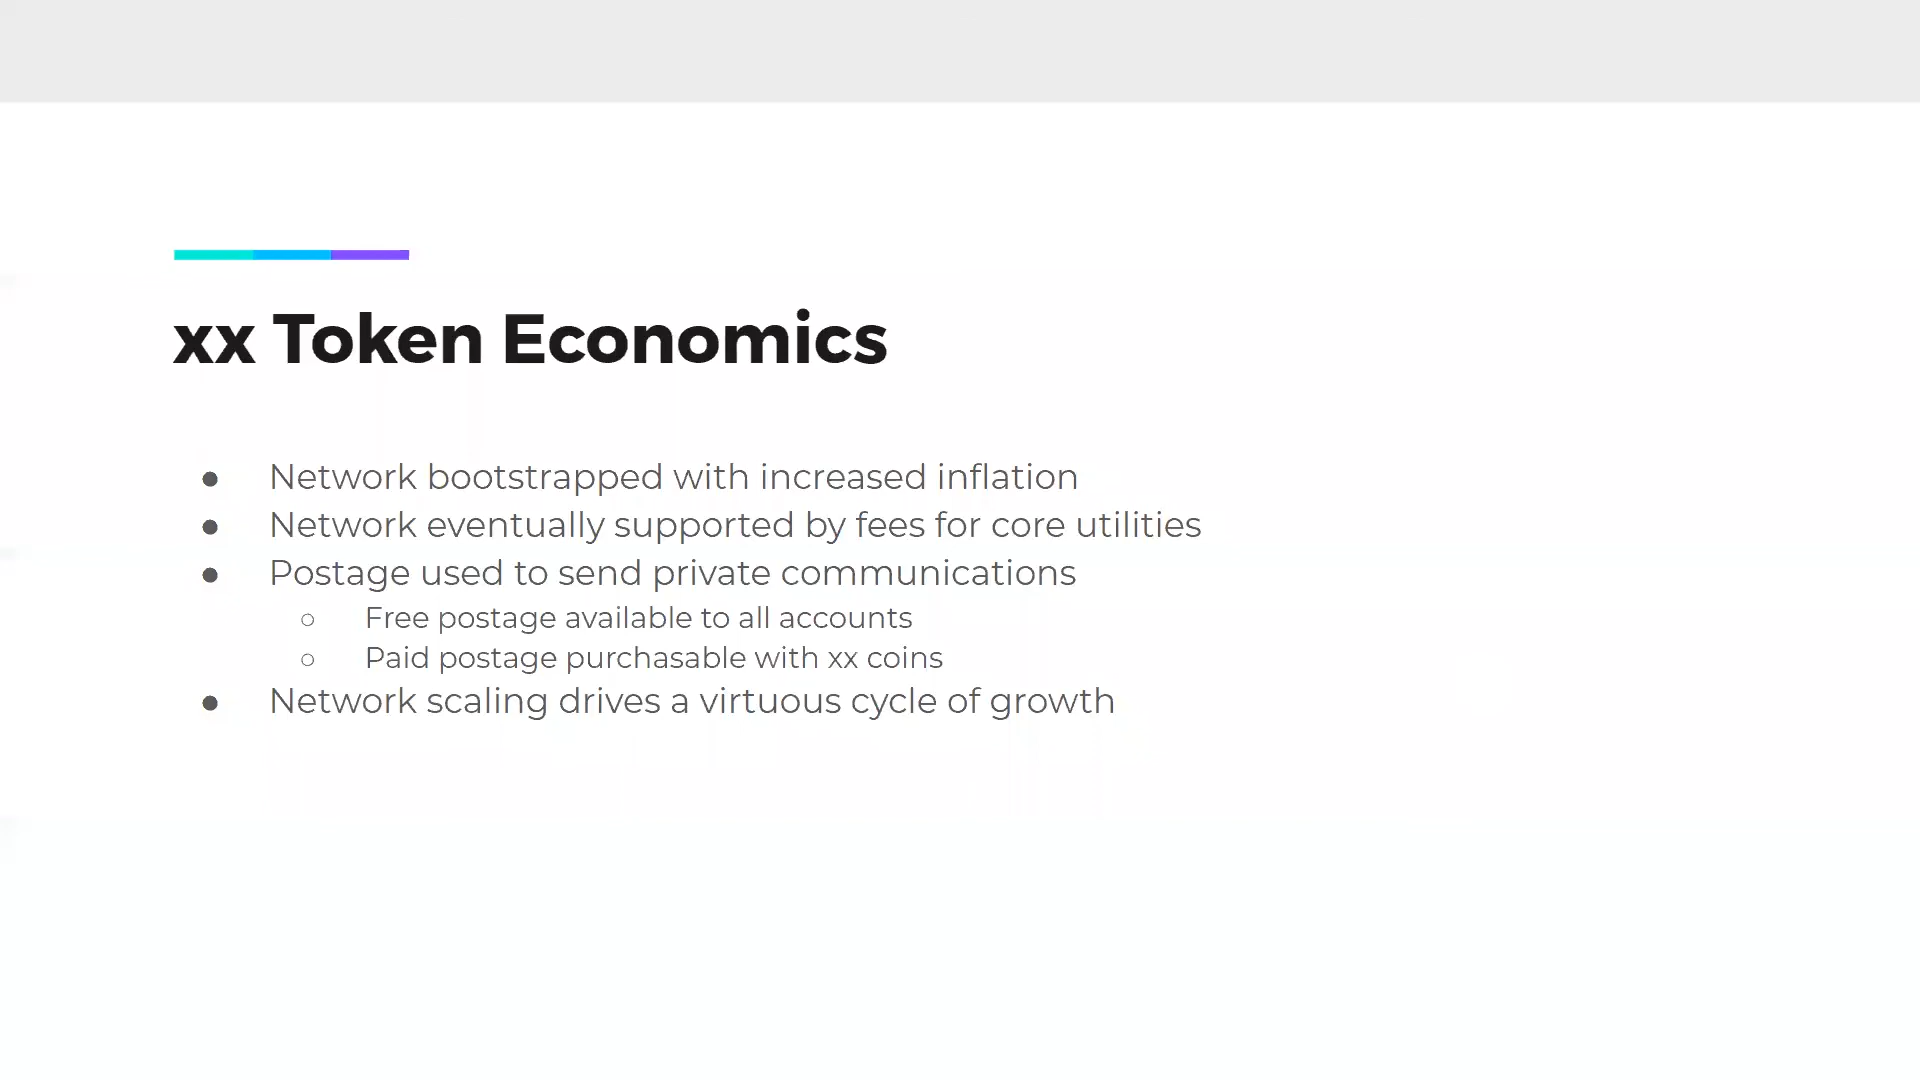 xx Token Economics
● Network bootstrapped with increased inflation
● Network eventually supported by fees for core utilities
● Postage used to send private communications
○ Free postage available to all accounts
○ Paid postage purchasable with xx coins
● Network scaling drives a virtuous cycle of growth